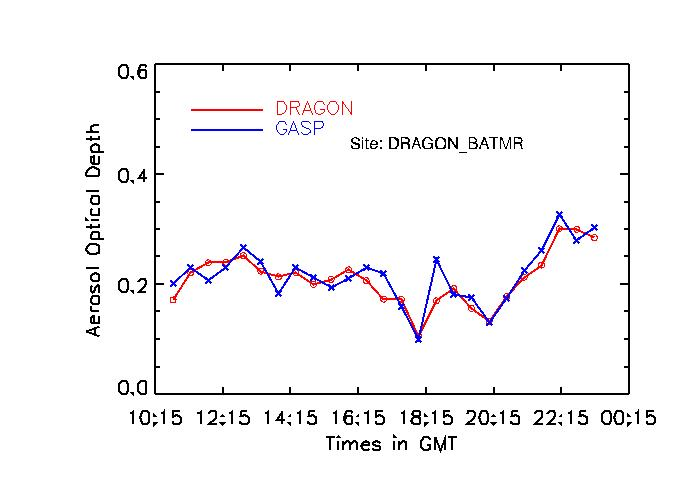 0.6
DRAGON
GASP
Site: DRAGON_BATMR
0.4
Aerosol Optical Depth
0.2
0.0
10:15 12:15 14:15 16:15 18:15 20:15 22:15 00:15
Times in GMT